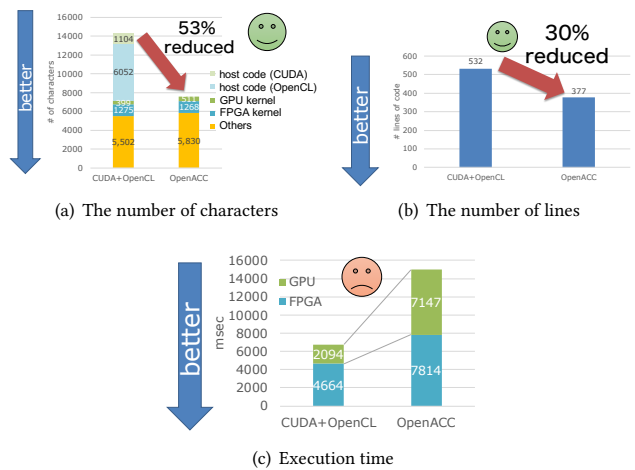 53%
reduced
better
# of characters
16000
14000
12000
10000
8000
6000
4000
2000
0
1104
6052
399
1275
5,502
511
1268
5,830
host code (CUDA)
host code (OpenCL)
GPU kernel
FPGA kernel
Others
CUDA+OpenCL
OpenACC
(a) The number of characters
30%
reduced
better
# lines of code
600
500
400
300
200
100
0
532
377
CUDA+OpenCL
OpenACC
(b) The number of lines
better
msec
16000
14000
12000
10000
8000
6000
4000
2000
0
GPU
FPGA
2094
4664
7147
7814
CUDA+OpenCL
OpenACC
(c) Execution time